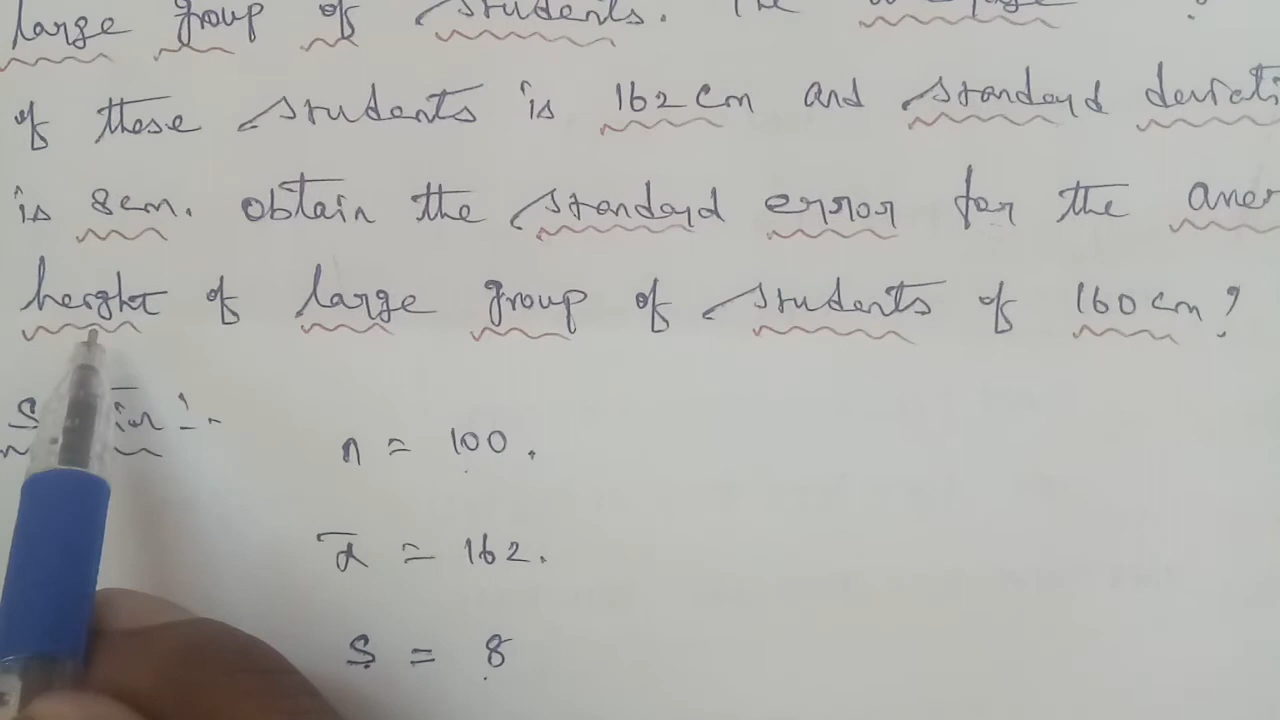 large group of students. The
of these students is 162 cm and standard deviati
is 8cm. obtain the standard error for the aver
height of large group of students of 160 cm?
n = 100.
x̄ = 162.
s = 8